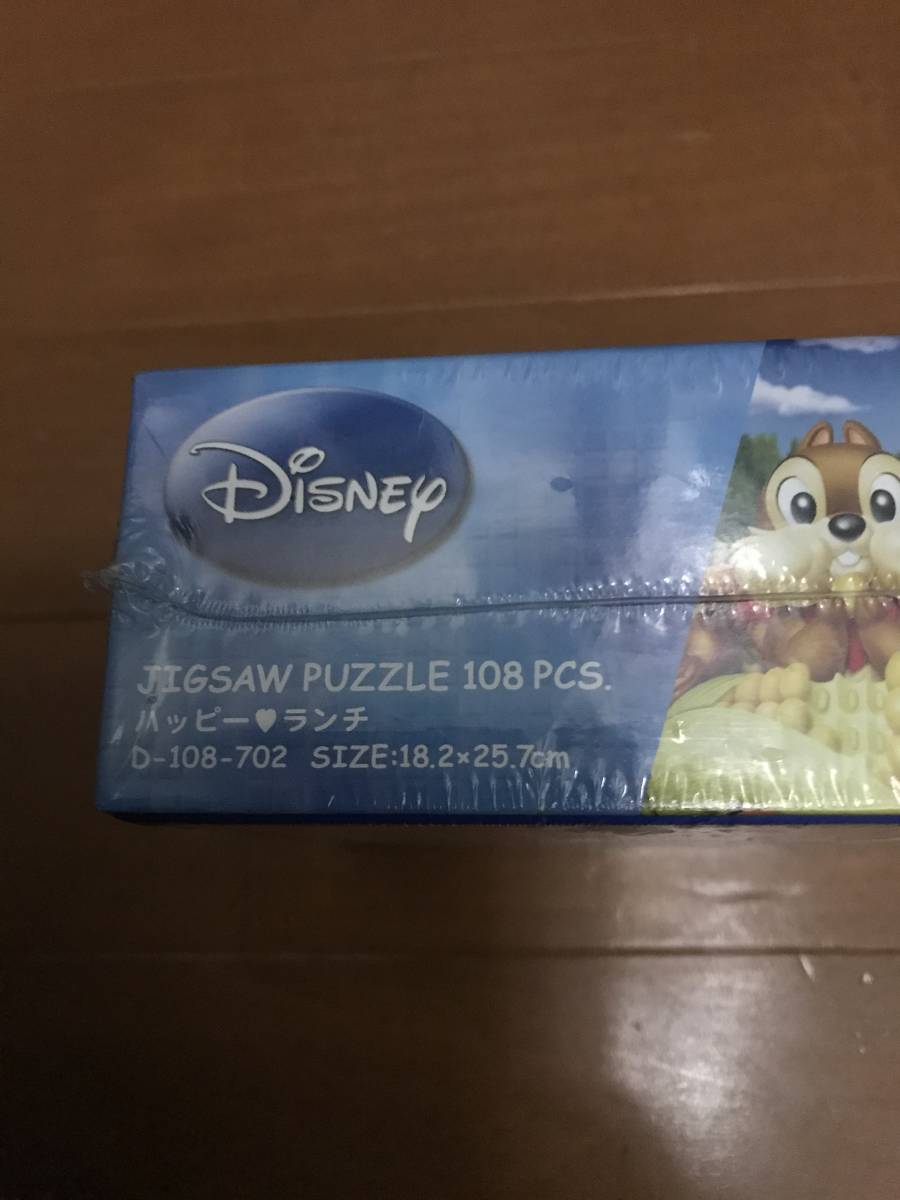 Disney
JIGSAW PUZZLE 108 PCS.
ハッピー♥ランチ
D-108-702 SIZE:18.2×25.7cm